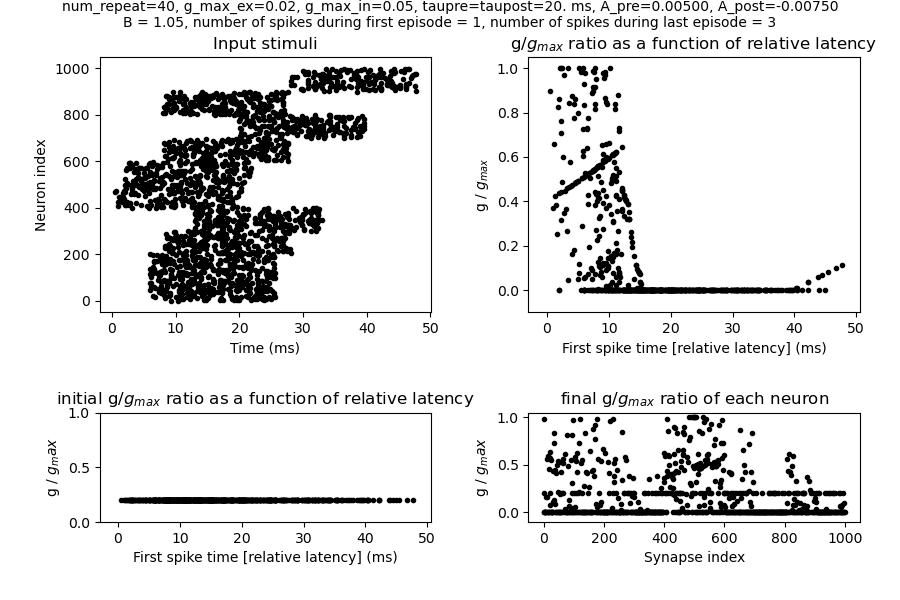 num_repeat=40, g_max_ex=0.02, g_max_in=0.05, taupre=taupost=20. ms, A_pre=0.00500, A_post=-0.00750
B = 1.05, number of spikes during first episode = 1, number of spikes during last episode = 3
Input stimuli
1000
800
600
400
200
0
Neuron index
0 10 20 30 40 50
Time (ms)
g/g_max ratio as a function of relative latency
1.0
0.8
0.6
0.4
0.2
0.0
g / g_max
0 10 20 30 40 50
First spike time [relative latency] (ms)
initial g/g_max ratio as a function of relative latency
1.0
0.5
0.0
g / g_max
0 10 20 30 40 50
First spike time [relative latency] (ms)
final g/g_max ratio of each neuron
1.0
0.5
0.0
g / g_max
0 200 400 600 800 1000
Synapse index